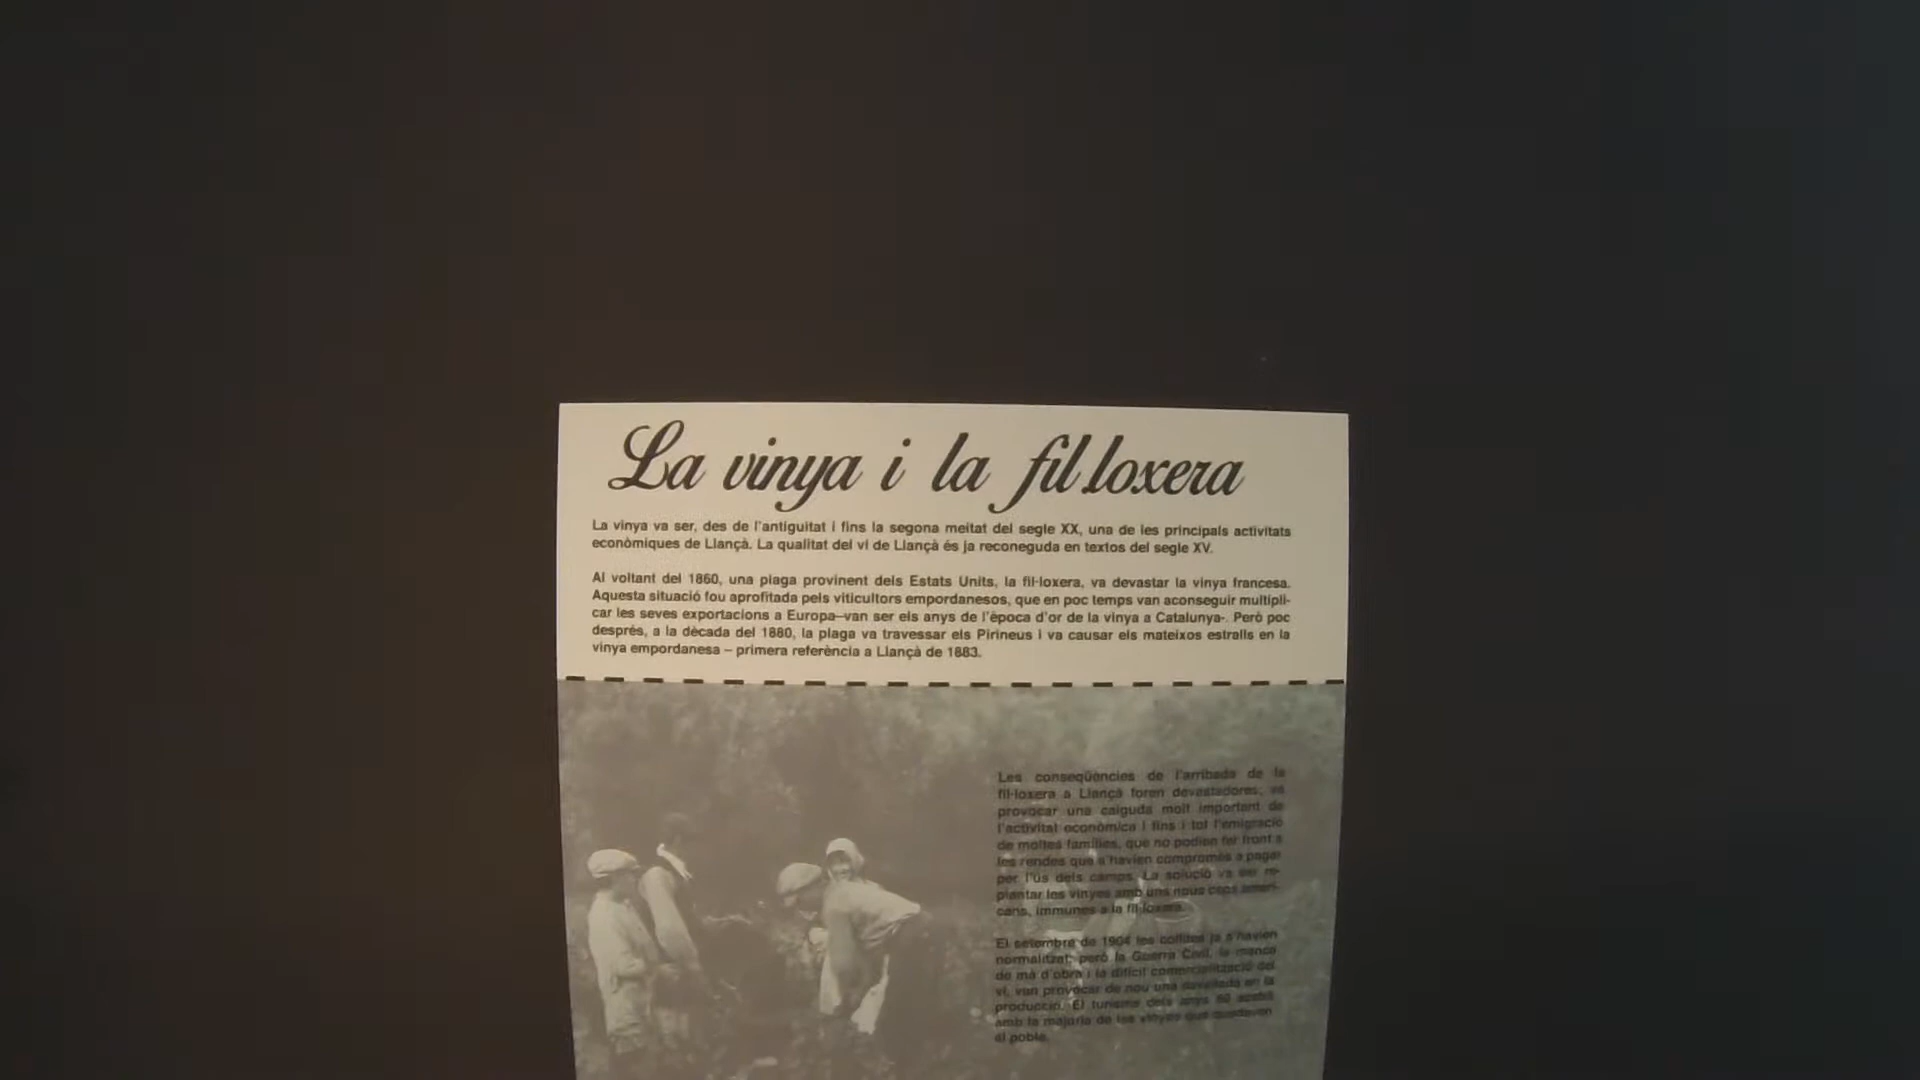 La vinya i la fil.loxera
La vinya va ser, des de l'antiguitat i fins la segona meitat del segle XX, una de les principals activitats
econòmiques de Llançà. La qualitat del vi de Llançà és ja reconeguda en textos del segle XV.
Al voltant del 1860, una plaga provinent dels Estats Units, la fil·loxera, va devastar la vinya francesa.
Aquesta situació fou aprofitada pels viticultors empordanesos, que en poc temps van aconseguir multipli-
car les seves exportacions a Europa–van ser els anys de l'època d'or de la vinya a Catalunya-. Però poc
després, a la dècada del 1880, la plaga va travessar els Pirineus i va causar els mateixos estralls en la
vinya empordanesa – primera referència a Llançà de 1883.
Les conseqüències de l'arribada de la
fil·loxera a Llançà foren devastadores; va
provocar una caiguda molt important de
l'activitat econòmica i fins i tot l'emigració
de moltes famílies, que no podien fer front a
les rendes que s'havien compromès a pagar
per l'ús dels camps. La solució va ser re-
plantar les vinyes amb uns nous ceps ameri-
cans, immunes a la fil·loxera.
El setembre de 1904 les collites ja s'havien
normalitzat; però la Guerra Civil, la manca
de mà d'obra i la difícil comercialització del
vi, van provocar de nou una davallada en la
producció. El turisme dels anys 60 acabà
amb la majoria de les vinyes que quedaven
al poble.